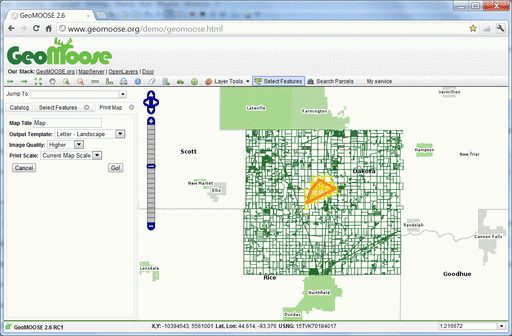 GeoMOOSE 2.6
www.geomoose.org/demo/geomoose.html
GeoMoose
Our Stack: GEOMOOSE.org | MapServer | OpenLayers | Dojo
Layer Tools
Select Features
Search Parcels
My service
Jump To:
Catalog
Select Features
Print Map
Map Title Map
Output Template: Letter - Landscape
Image Quality: Higher
Print Scale: Current Map Scale
Cancel
Go!
Vermillion
Lakeville
Farmington
Scott
Hampton
New Trier
Dakota
New Market
Elko
Randolph
Cannon Falls
Lonsdale
Rice
Goodhue
Northfield
Dundas
GeoMOOSE 2.6 RC1
X,Y: -10394543, 5561001 Lat, Lon: 44.514, -93.376 USNG: 15TVK70184017
1:216672